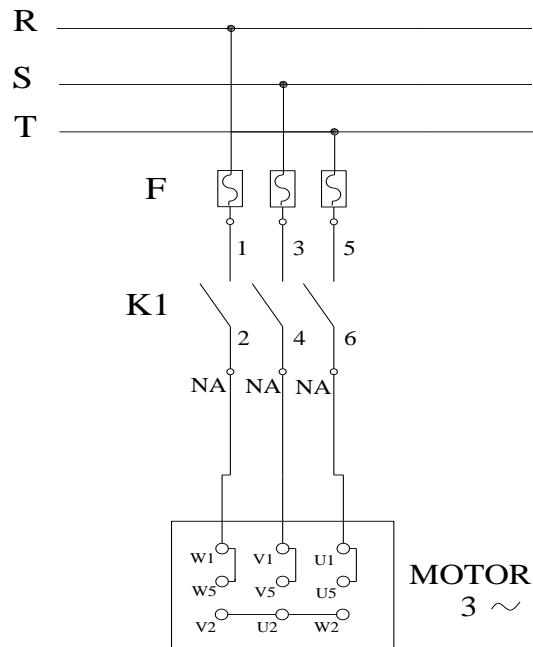 R
S
T
F
1 3 5
K1
2 4 6
NA NA NA
W1 V1 U1
W5 V5 U5
V2 U2 W2
MOTOR
3 ~